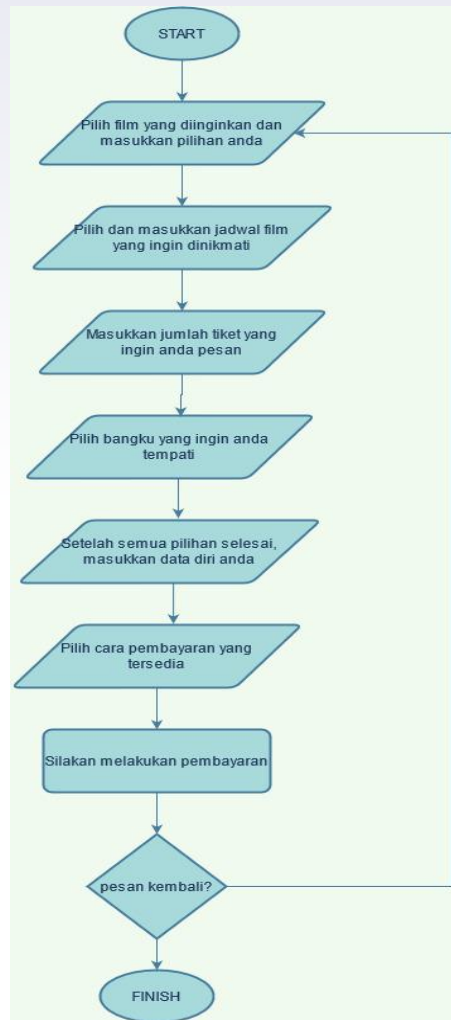 START
Pilih film yang diinginkan dan
masukkan pilihan anda
Pilih dan masukkan jadwal film
yang ingin dinikmati
Masukkan jumlah tiket yang
ingin anda pesan
Pilih bangku yang ingin anda
tempati
Setelah semua pilihan selesai,
masukkan data diri anda
Pilih cara pembayaran yang
tersedia
Silakan melakukan pembayaran
pesan kembali?
FINISH